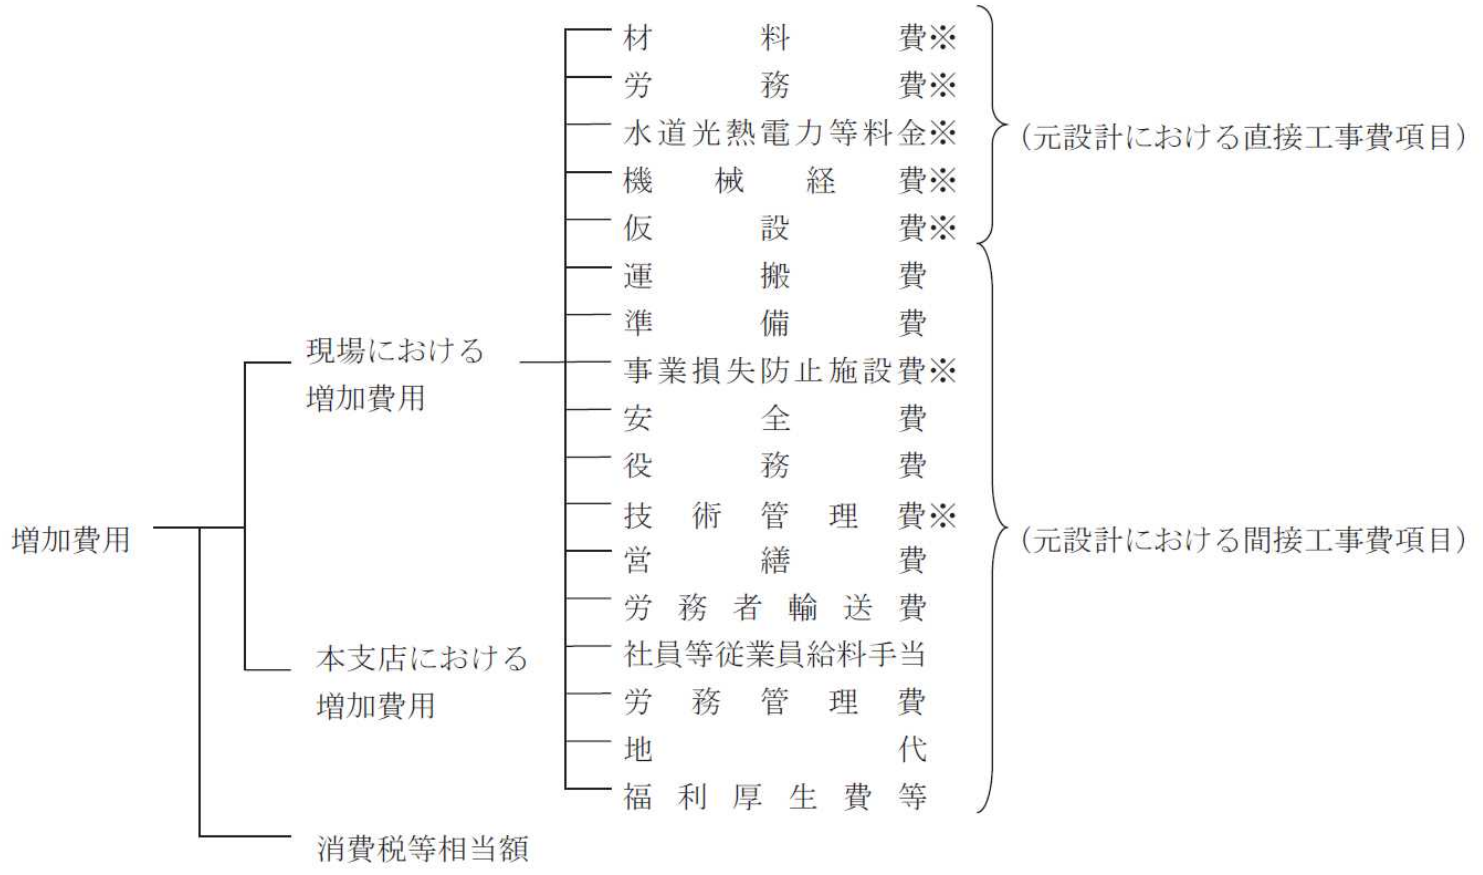 材料費※
労務費※
水道光熱電力等料金※
機械経費※
仮設費※
(元設計における直接工事費項目)
運搬費
準備費
事業損失防止施設費※
安全費
役務費
技術管理費※
営繕費
労務者輸送費
社員等従業員給料手当
労務管理費
地代
福利厚生費等
(元設計における間接工事費項目)
現場における
増加費用
増加費用
本支店における
増加費用
消費税等相当額